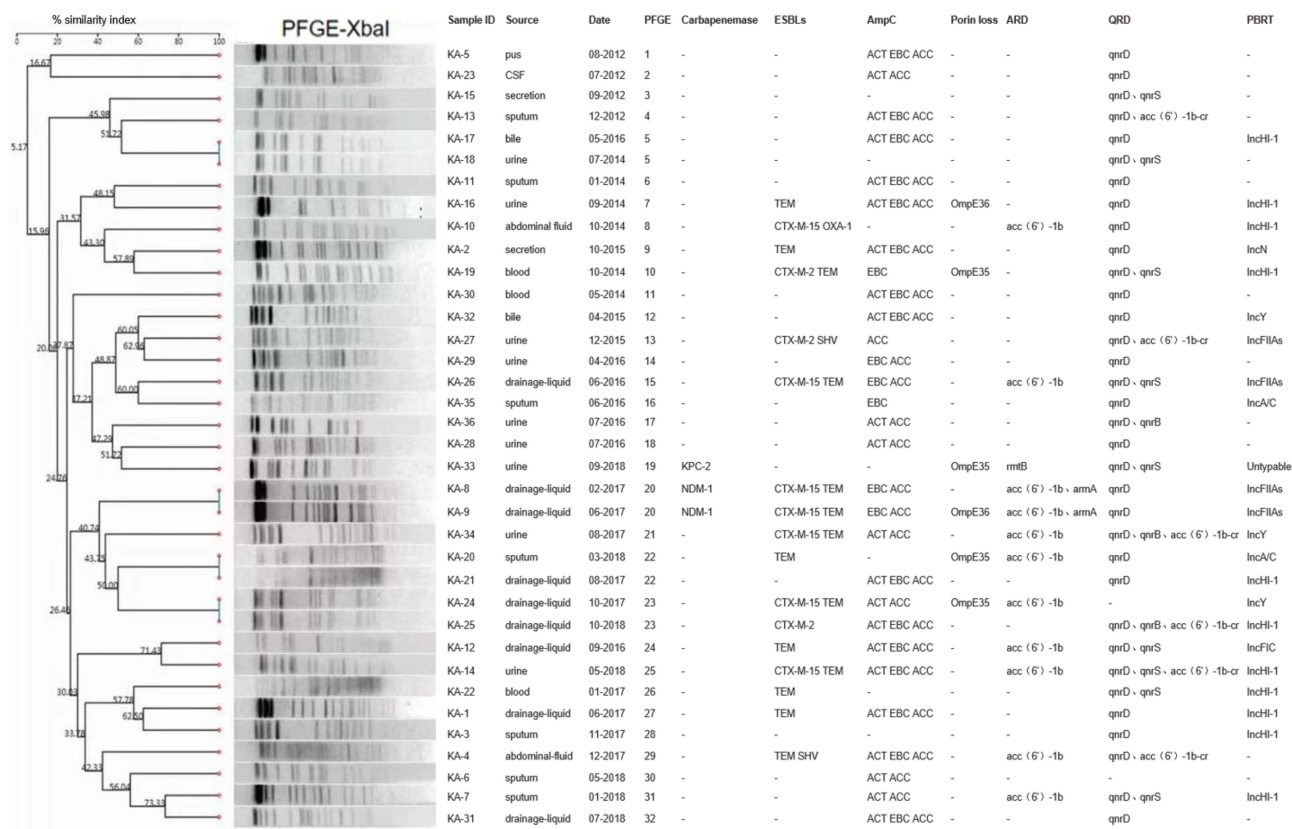 % similarity index
PFGE-XbaI
Sample ID Source Date PFGE Carbapenemase ESBLs AmpC Porin loss ARD QRD PBRT
0 20 40 60 80 100
KA-5 pus 08-2012 1 - - ACT EBC ACC - - qnrD -
16.67
KA-23 CSF 07-2012 2 - - ACT ACC - - qnrD -
KA-15 secretion 09-2012 3 - - - - - qnrD、qnrS -
45.98
KA-13 sputum 12-2012 4 - - ACT EBC ACC - - qnrD、acc（6'）-1b-cr -
51.72
KA-17 bile 05-2016 5 - - ACT EBC ACC - - qnrD IncHI-1
5.17
KA-18 urine 07-2014 5 - - - - - qnrD、qnrS -
KA-11 sputum 01-2014 6 - - ACT EBC ACC - - qnrD -
48.15
KA-16 urine 09-2014 7 - TEM ACT EBC ACC OmpE36 - qnrD IncHI-1
31.57
15.96
KA-10 abdominal fluid 10-2014 8 - CTX-M-15 OXA-1 - - acc（6'）-1b qnrD IncHI-1
43.30
KA-2 secretion 10-2015 9 - TEM ACT EBC ACC - - qnrD IncN
57.89
KA-19 blood 10-2014 10 - CTX-M-2 TEM EBC OmpE35 - qnrD、qnrS IncHI-1
KA-30 blood 05-2014 11 - - ACT EBC ACC - - qnrD -
KA-32 bile 04-2015 12 - - ACT EBC ACC - - qnrD IncY
60.05
KA-27 urine 12-2015 13 - CTX-M-2 SHV ACC - - qnrD、acc（6'）-1b-cr IncFIIAs
62.96
KA-29 urine 04-2016 14 - - EBC ACC - - qnrD -
48.87
KA-26 drainage-liquid 06-2016 15 - CTX-M-15 TEM EBC ACC - acc（6'）-1b qnrD、qnrS IncFIIAs
60.00
KA-35 sputum 06-2016 16 - - EBC - - qnrD IncA/C
KA-36 urine 07-2016 17 - - ACT ACC - - qnrD、qnrB -
47.29
KA-28 urine 07-2016 18 - - ACT ACC - - qnrD -
51.72
KA-33 urine 09-2018 19 KPC-2 - - OmpE35 rmtB qnrD、qnrS Untypable
KA-8 drainage-liquid 02-2017 20 NDM-1 CTX-M-15 TEM EBC ACC - acc（6'）-1b、armA qnrD IncFIIAs
KA-9 drainage-liquid 06-2017 20 NDM-1 CTX-M-15 TEM EBC ACC OmpE36 acc（6'）-1b、armA qnrD IncFIIAs
40.74
KA-34 urine 08-2017 21 - CTX-M-15 TEM ACT EBC ACC - acc（6'）-1b qnrD、qnrB、acc（6'）-1b-cr IncY
43.75
KA-20 sputum 03-2018 22 - TEM - OmpE35 acc（6'）-1b qnrD IncA/C
KA-21 drainage-liquid 08-2017 22 - - ACT EBC ACC - - qnrD IncHI-1
50.00
KA-24 drainage-liquid 10-2017 23 - CTX-M-15 TEM ACT ACC OmpE35 acc（6'）-1b - IncY
26.46
KA-25 drainage-liquid 10-2018 23 - CTX-M-2 ACT EBC ACC - - qnrD、qnrB、acc（6'）-1b-cr IncHI-1
KA-12 drainage-liquid 09-2016 24 - TEM ACT EBC ACC - acc（6'）-1b qnrD、qnrS IncFIC
71.43
KA-14 urine 05-2018 25 - CTX-M-15 TEM ACT EBC ACC - acc（6'）-1b qnrD、qnrS、acc（6'）-1b-cr IncHI-1
30.03
KA-22 blood 01-2017 26 - TEM - - - qnrD、qnrS IncHI-1
57.78
KA-1 drainage-liquid 06-2017 27 - TEM ACT EBC ACC - - qnrD IncHI-1
62.50
KA-3 sputum 11-2017 28 - - ACT EBC ACC - - qnrD IncHI-1
33.78
KA-4 abdominal-fluid 12-2017 29 - TEM SHV ACT EBC ACC - acc（6'）-1b qnrD、acc（6'）-1b-cr -
42.33
KA-6 sputum 05-2018 30 - - ACT ACC - - - -
56.04
KA-7 sputum 01-2018 31 - - ACT ACC - acc（6'）-1b qnrD、qnrS IncHI-1
73.33
KA-31 drainage-liquid 07-2018 32 - - ACT EBC ACC - - qnrD -